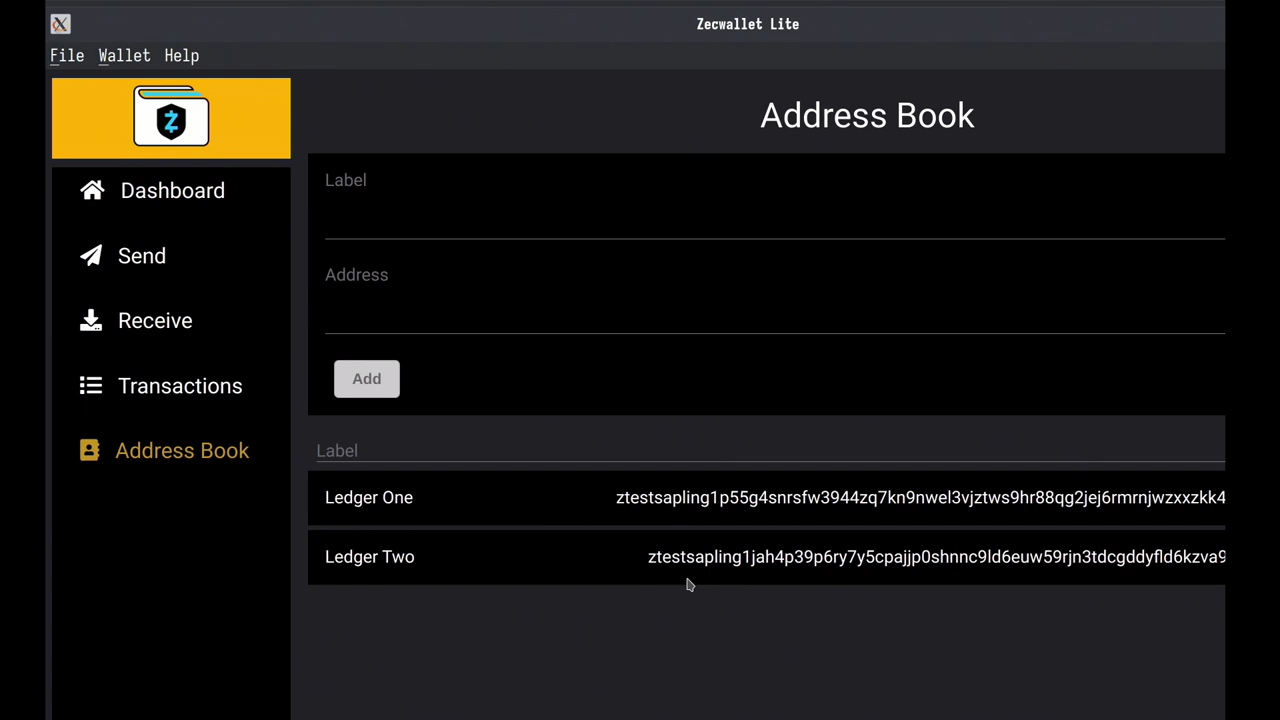 Zecwallet Lite
File Wallet Help
Address Book
Dashboard
Send
Receive
Transactions
Address Book
Label
Address
Add
Label
Ledger One ztestsapling1p55g4snrsfw3944zq7kn9nwel3vjztws9hr88qg2jej6rmrnjwzxxzkk4
Ledger Two ztestsapling1jah4p39p6ry7y5cpajjp0shnnc9ld6euw59rjn3tdcgddyfld6kzva9